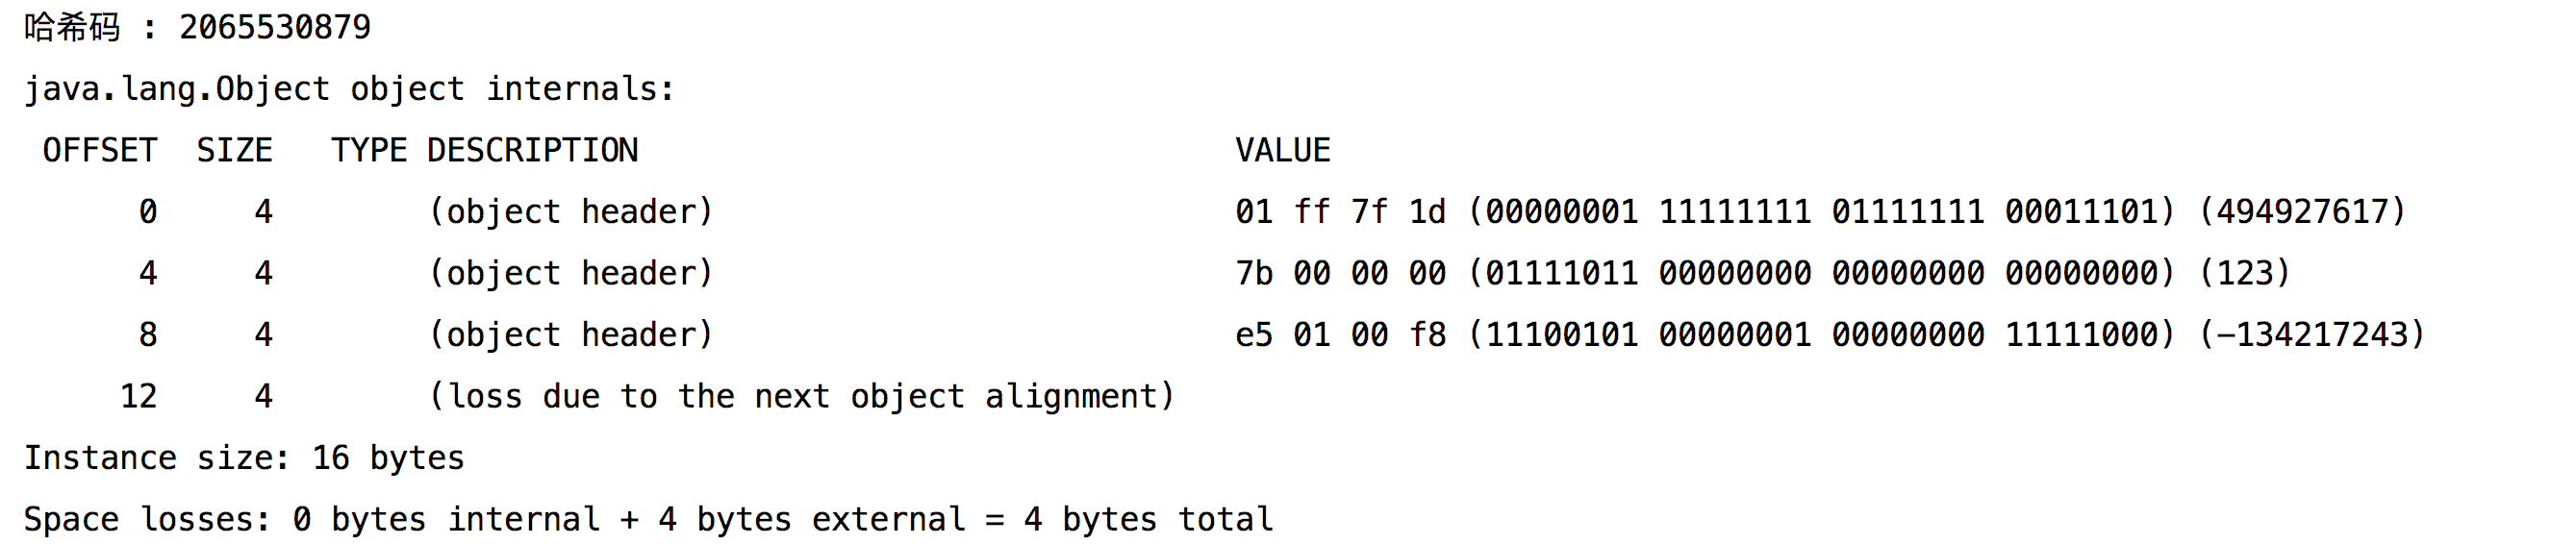 哈希码 : 2065530879
java.lang.Object object internals:
OFFSET  SIZE   TYPE DESCRIPTION                               VALUE
0     4        (object header)                           01 ff 7f 1d (00000001 11111111 01111111 00011101) (494927617)
4     4        (object header)                           7b 00 00 00 (01111011 00000000 00000000 00000000) (123)
8     4        (object header)                           e5 01 00 f8 (11100101 00000001 00000000 11111000) (-134217243)
12     4        (loss due to the next object alignment)
Instance size: 16 bytes
Space losses: 0 bytes internal + 4 bytes external = 4 bytes total